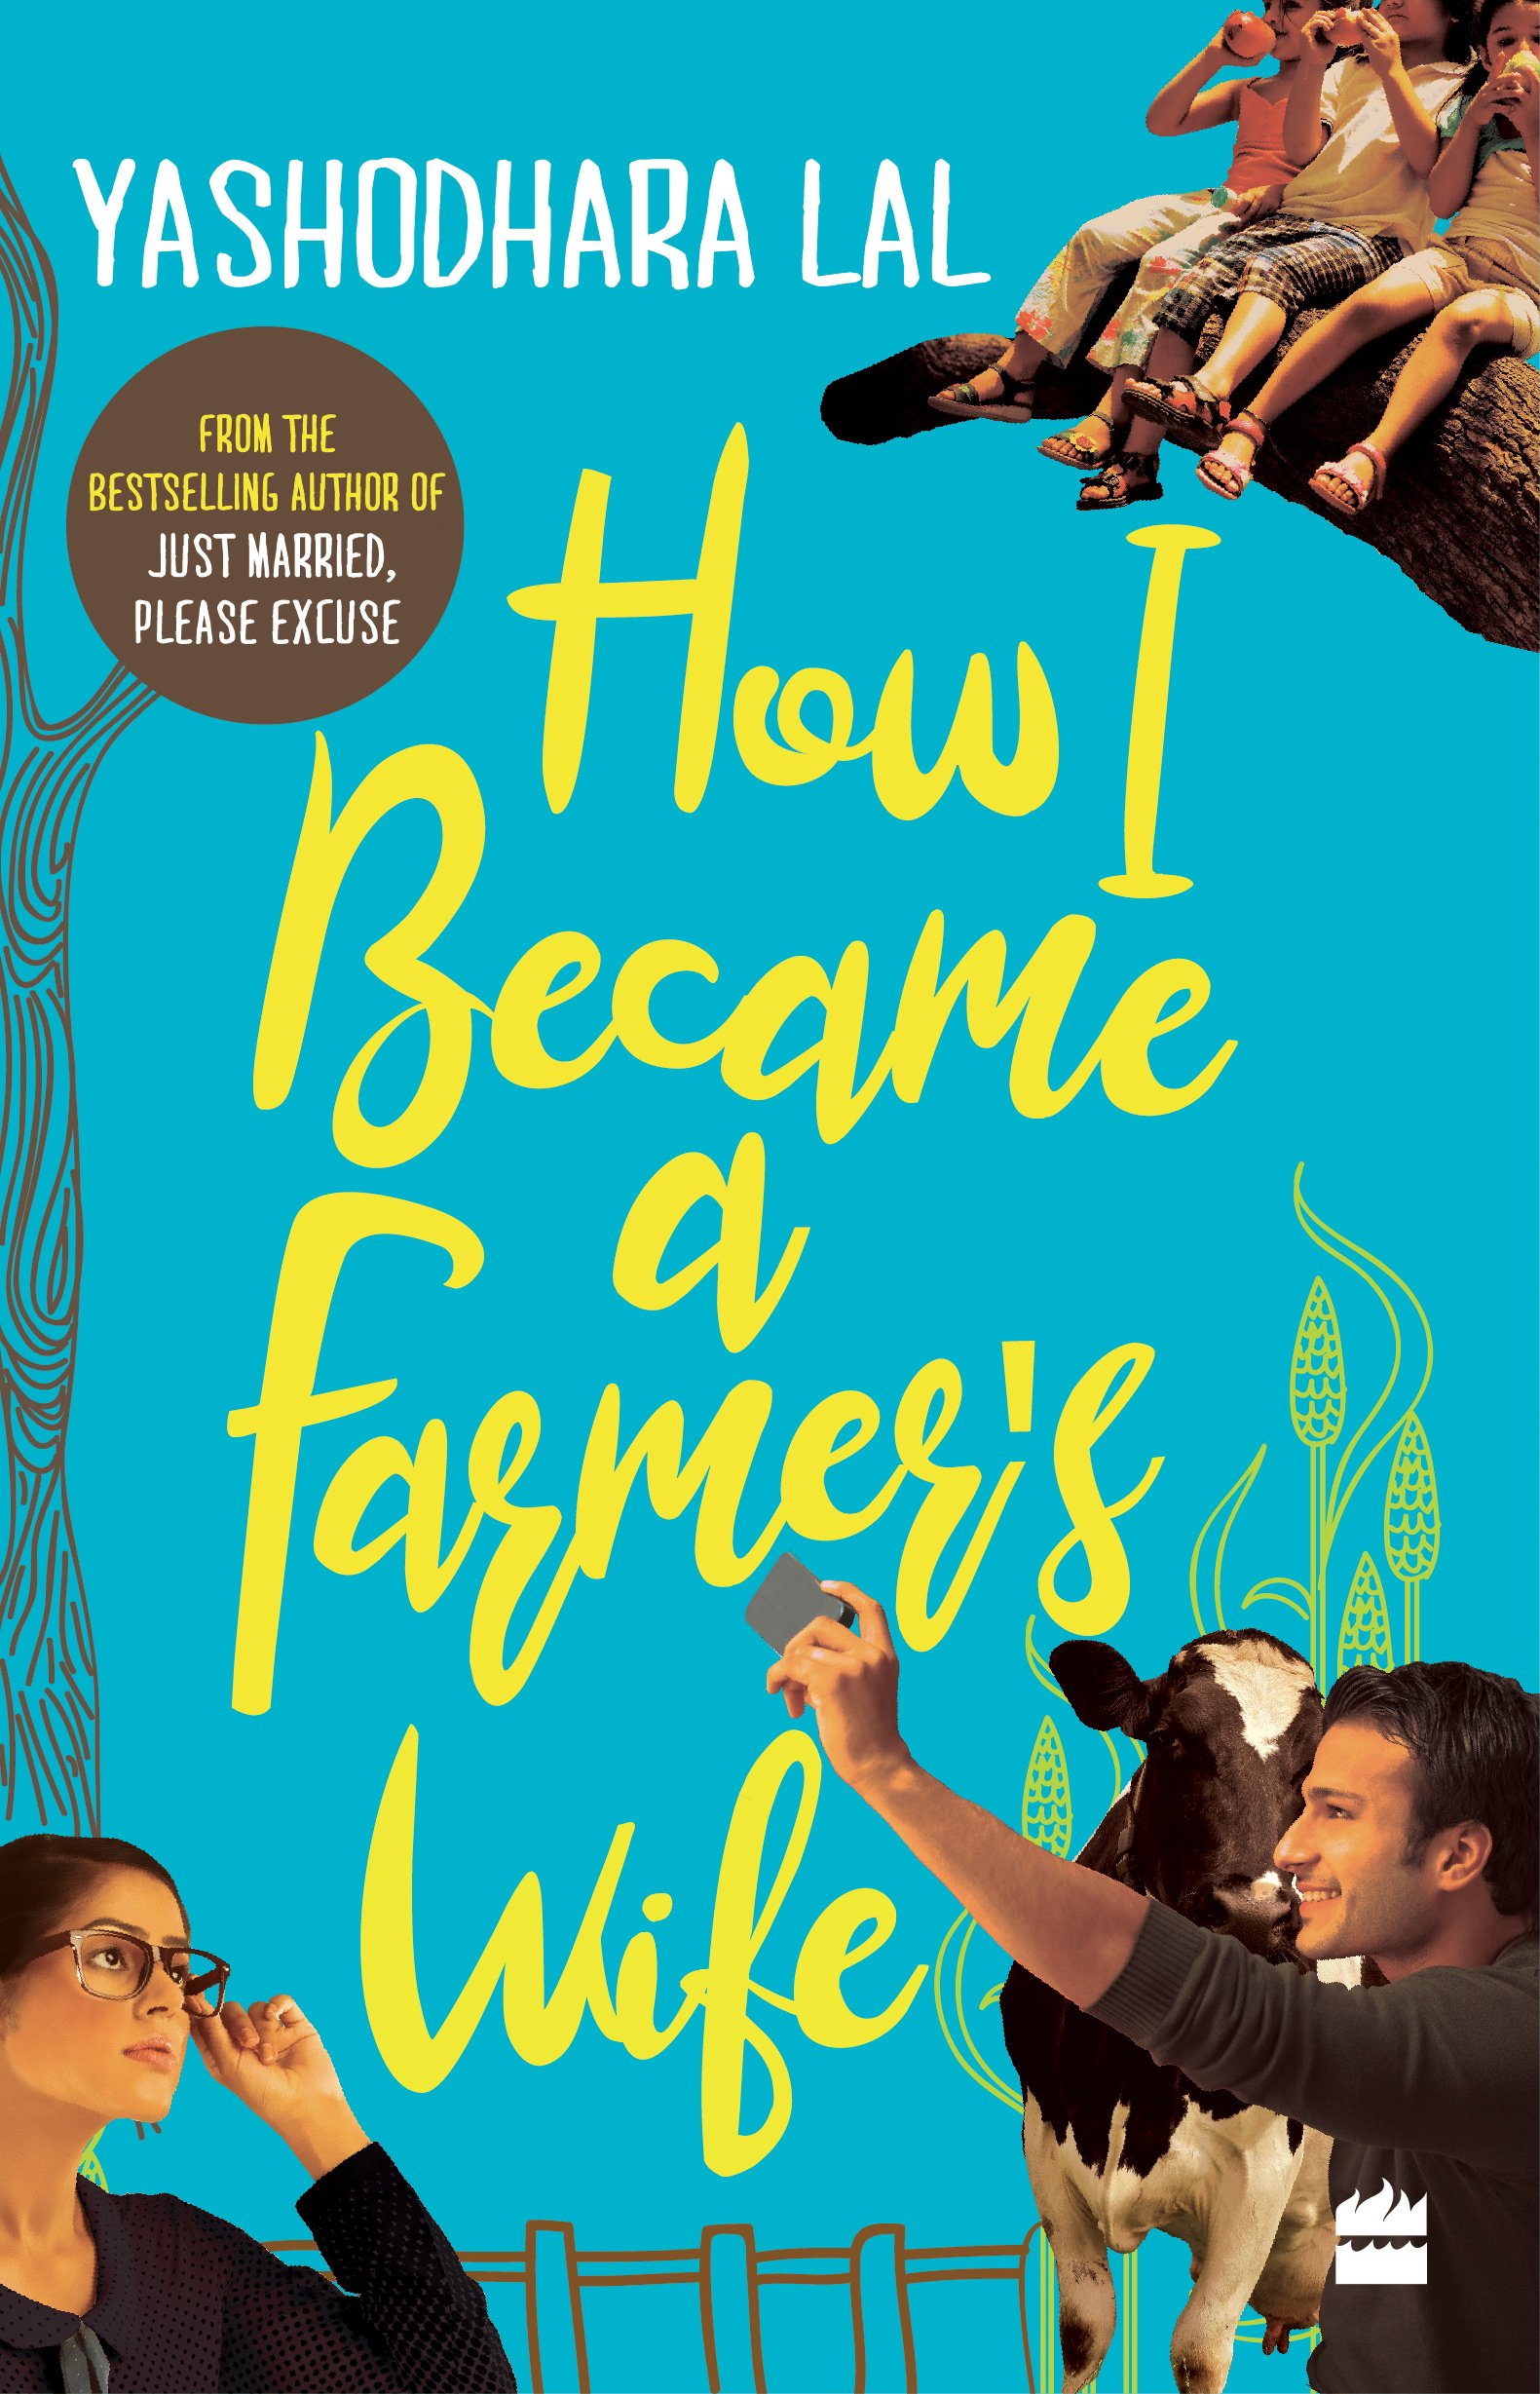 YASHODHARA LAL
FROM THE
BESTSELLING AUTHOR OF
JUST MARRIED,
PLEASE EXCUSE
How I
Became
a
Farmer's
Wife